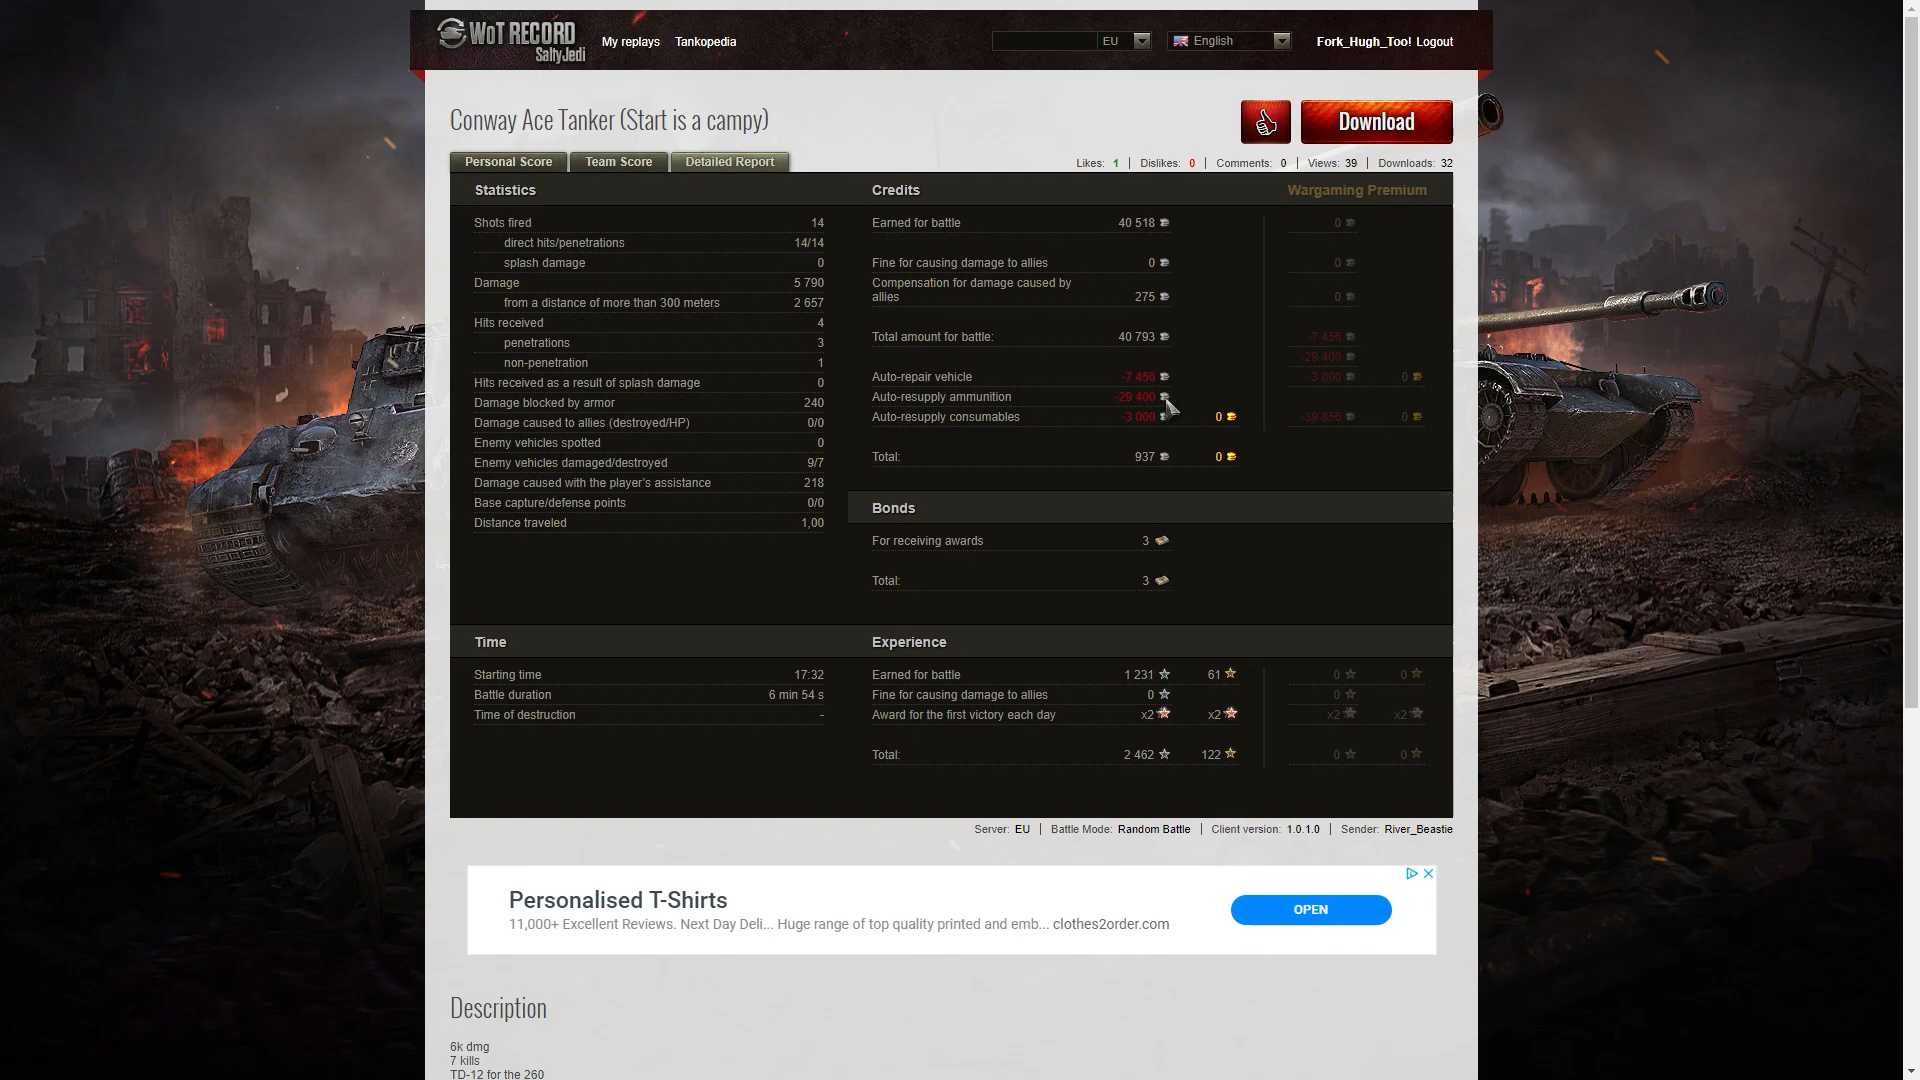 WoT RECORD
SaltyJedi
My replays Tankopedia
EU
English
Fork_Hugh_Too! Logout
Conway Ace Tanker (Start is a campy)
Download
Personal Score Team Score Detailed Report
Likes: 1 | Dislikes: 0 | Comments: 0 | Views: 39 | Downloads: 32
Statistics
Shots fired 14
direct hits/penetrations 14/14
splash damage 0
Damage 5 790
from a distance of more than 300 meters 2 657
Hits received 4
penetrations 3
non-penetration 1
Hits received as a result of splash damage 0
Damage blocked by armor 240
Damage caused to allies (destroyed/HP) 0/0
Enemy vehicles spotted 0
Enemy vehicles damaged/destroyed 9/7
Damage caused with the player's assistance 218
Base capture/defense points 0/0
Distance traveled 1,00
Credits Wargaming Premium
Earned for battle 40 518 0
Fine for causing damage to allies 0 0
Compensation for damage caused by
allies 275 0
Total amount for battle: 40 793 -7 456
-29 400
Auto-repair vehicle -7 456 -3 000 0
Auto-resupply ammunition -29 400
Auto-resupply consumables -3 000 0 -39 856 0
Total: 937 0
Bonds
For receiving awards 3
Total: 3
Time
Starting time 17:32
Battle duration 6 min 54 s
Time of destruction -
Experience
Earned for battle 1 231 61 0 0
Fine for causing damage to allies 0 0
Award for the first victory each day x2 x2 x2 x2
Total: 2 462 122 0 0
Server: EU | Battle Mode: Random Battle | Client version: 1.0.1.0 | Sender: River_Beastie
Personalised T-Shirts
11,000+ Excellent Reviews. Next Day Deli... Huge range of top quality printed and emb... clothes2order.com
OPEN
Description
6k dmg
7 kills
TD-12 for the 260